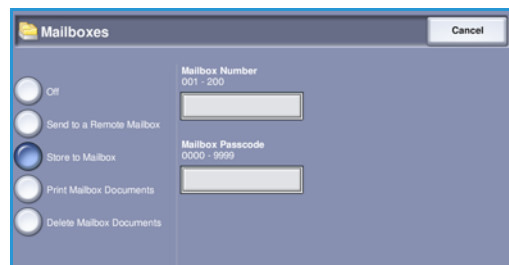 Mailboxes
Cancel
Off
Send to a Remote Mailbox
Store to Mailbox
Print Mailbox Documents
Delete Mailbox Documents
Mailbox Number
001 - 200
Mailbox Passcode
0000 - 9999